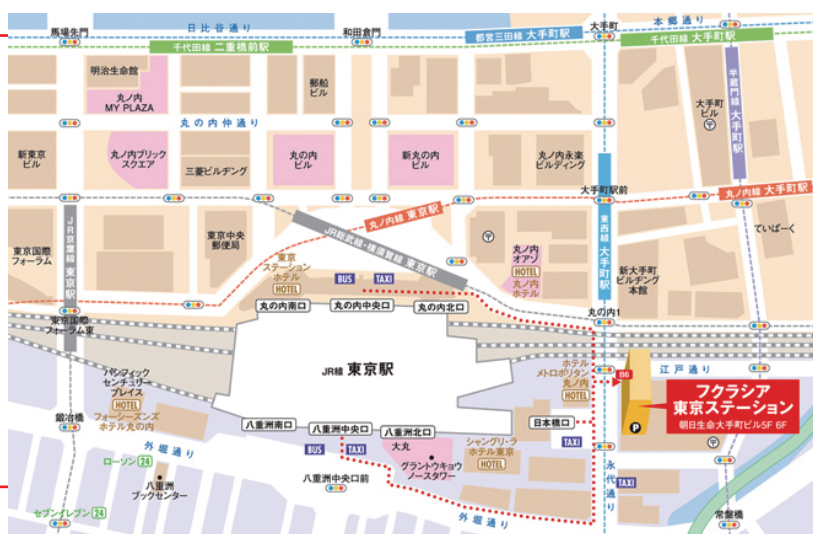 日比谷通り
本郷通り
馬場先門
和田倉門
大手町
都営三田線 大手町駅
千代田線 二重橋前駅
千代田線 大手町駅
明治生命館
丸ノ内
MY PLAZA
郵船
ビル
大手町
ビル
半蔵門線 大手町駅
丸の内仲通り
新東京
ビル
丸ノ内ブリック
スクエア
三菱ビルヂング
丸の内
ビル
新丸の内
ビル
丸ノ内永楽
ビルディング
大手町駅前
丸ノ内線 大手町駅
丸ノ内線 東京駅
JR京葉線 東京駅
JR総武線・横須賀線 東京駅
東西線 大手町駅
東京国際
フォーラム
東京中央
郵便局
東京
ステーション
ホテル
HOTEL
丸ノ内
オアゾ
HOTEL
丸ノ内
ホテル
ていぱーく
新大手町
ビルヂング
本館
BUS
TAXI
丸の内南口
丸の内中央口
丸の内北口
丸の内1
東京国際
フォーラム東
JR線 東京駅
江戸通り
パシフィック
センチュリー
プレイス
HOTEL
フォーシーズンズ
ホテル丸の内
ホテル
メトロポリタン
丸ノ内
HOTEL
B6
フクラシア
東京ステーション
朝日生命大手町ビル5F 6F
P
鍛冶橋
八重洲南口
八重洲中央口
八重洲北口
日本橋口
TAXI
BUS
TAXI
大丸
グラントウキョウ
ノースタワー
シャングリ・ラ
ホテル東京
HOTEL
外堀通り
ローソン24
八重洲
ブックセンター
八重洲中央口前
永代通り
TAXI
セブンイレブン24
外堀通り
常盤橋